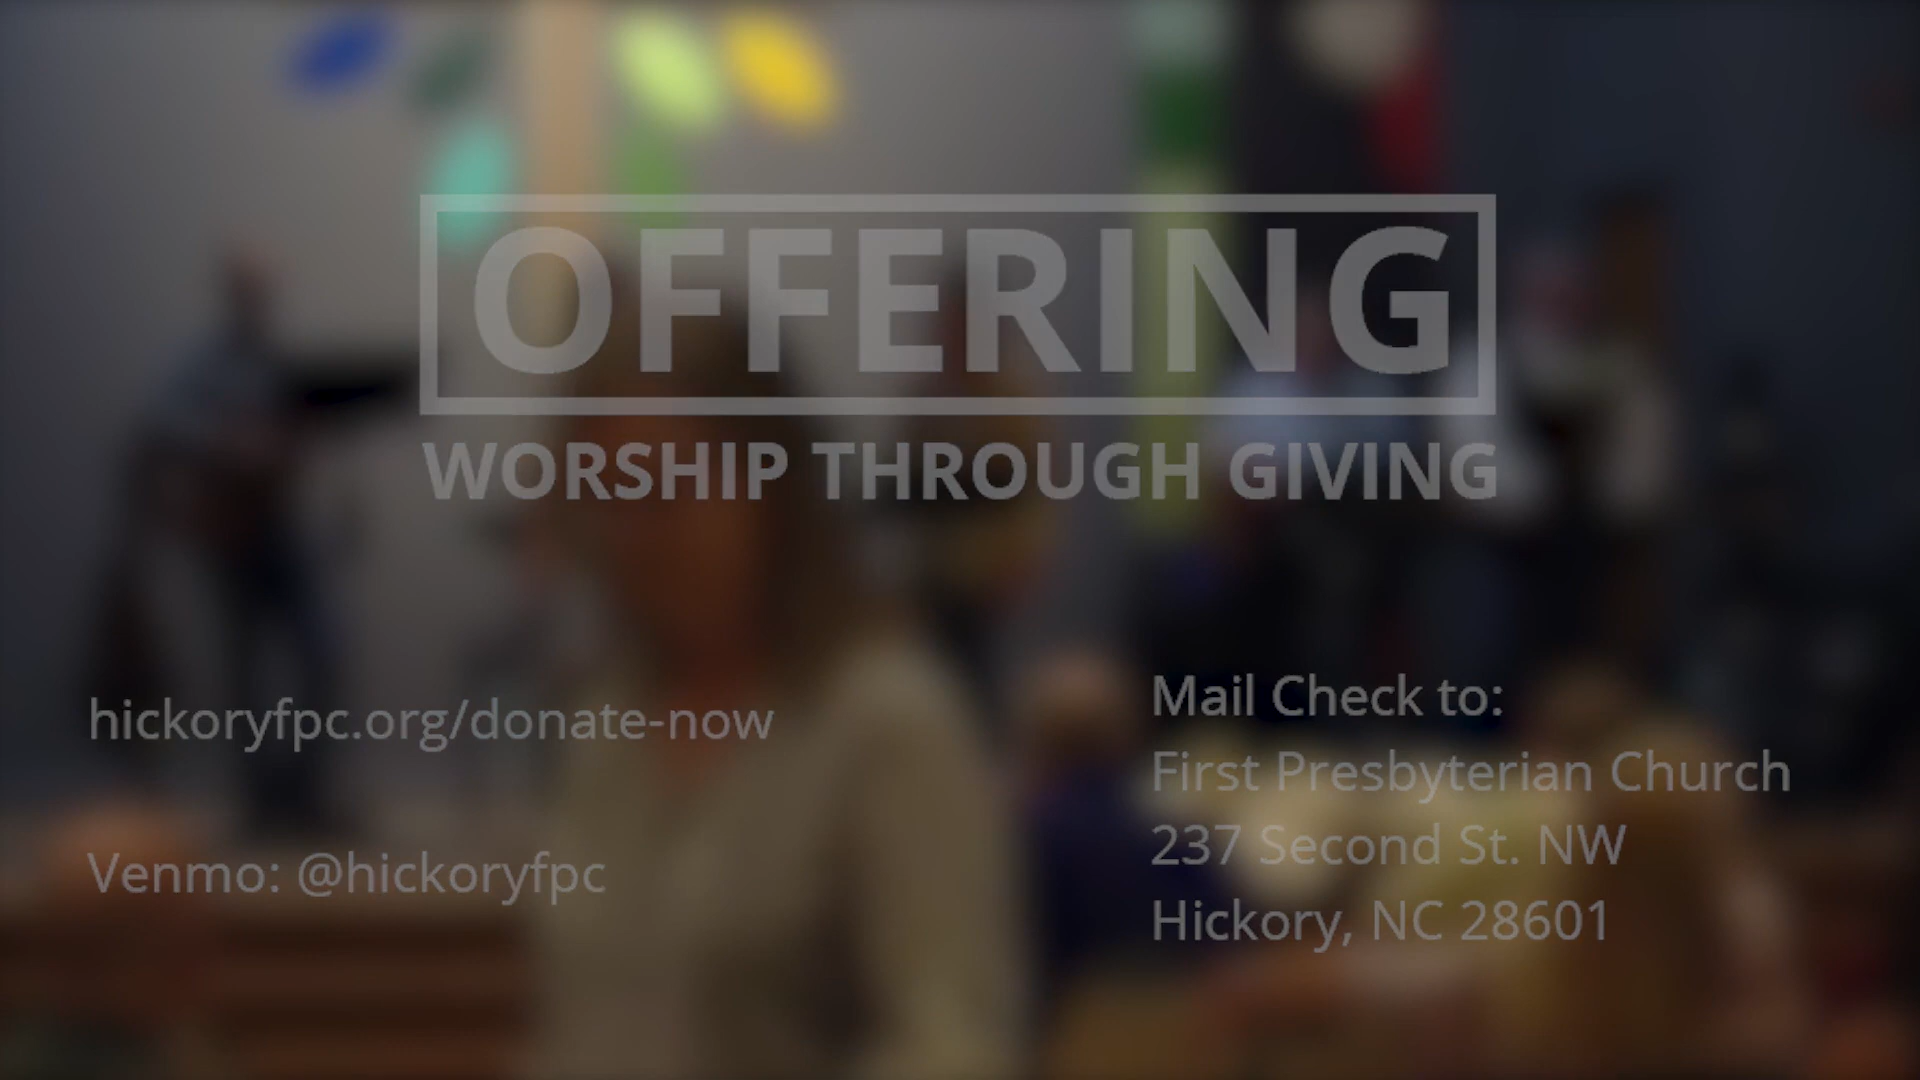 OFFERING
WORSHIP THROUGH GIVING
hickoryfpc.org/donate-now
Venmo: @hickoryfpc
Mail Check to:
First Presbyterian Church
237 Second St. NW
Hickory, NC 28601